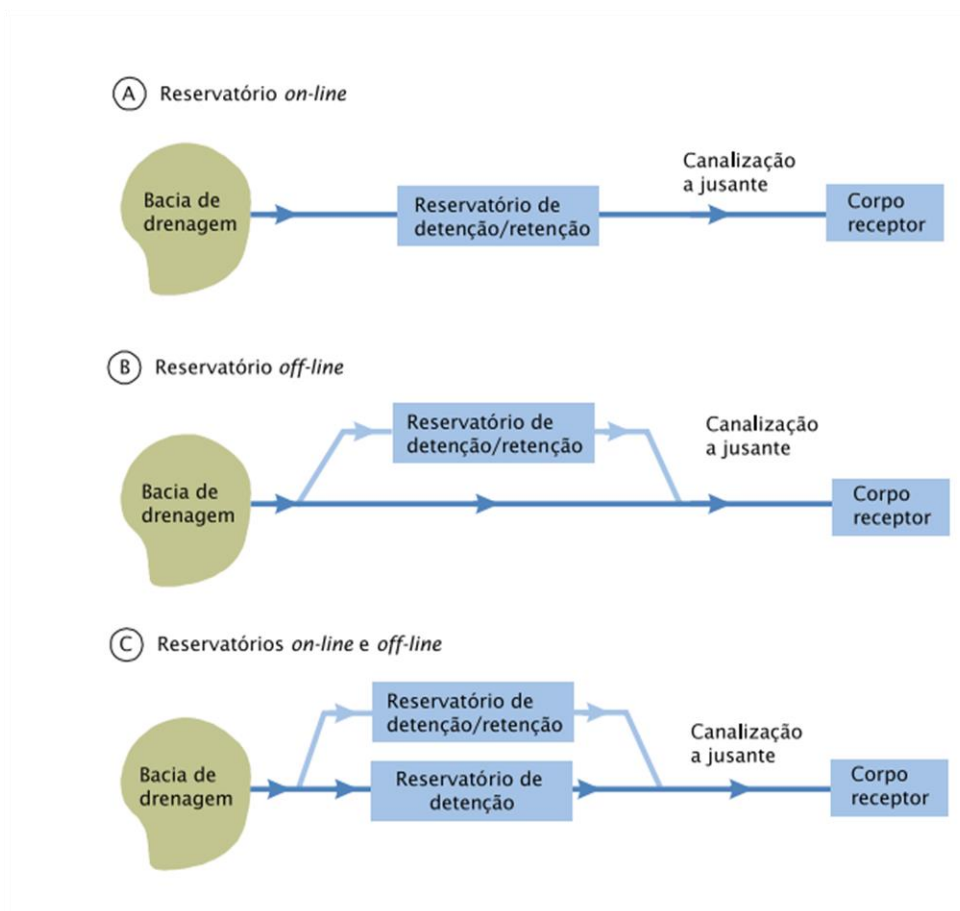 A Reservatório on-line
Canalização
a jusante
Bacia de
drenagem
Reservatório de
detenção/retenção
Corpo
receptor
B Reservatório off-line
Canalização
a jusante
Reservatório de
detenção/retenção
Bacia de
drenagem
Corpo
receptor
C Reservatórios on-line e off-line
Reservatório de
detenção/retenção
Canalização
a jusante
Bacia de
drenagem
Reservatório de
detenção
Corpo
receptor